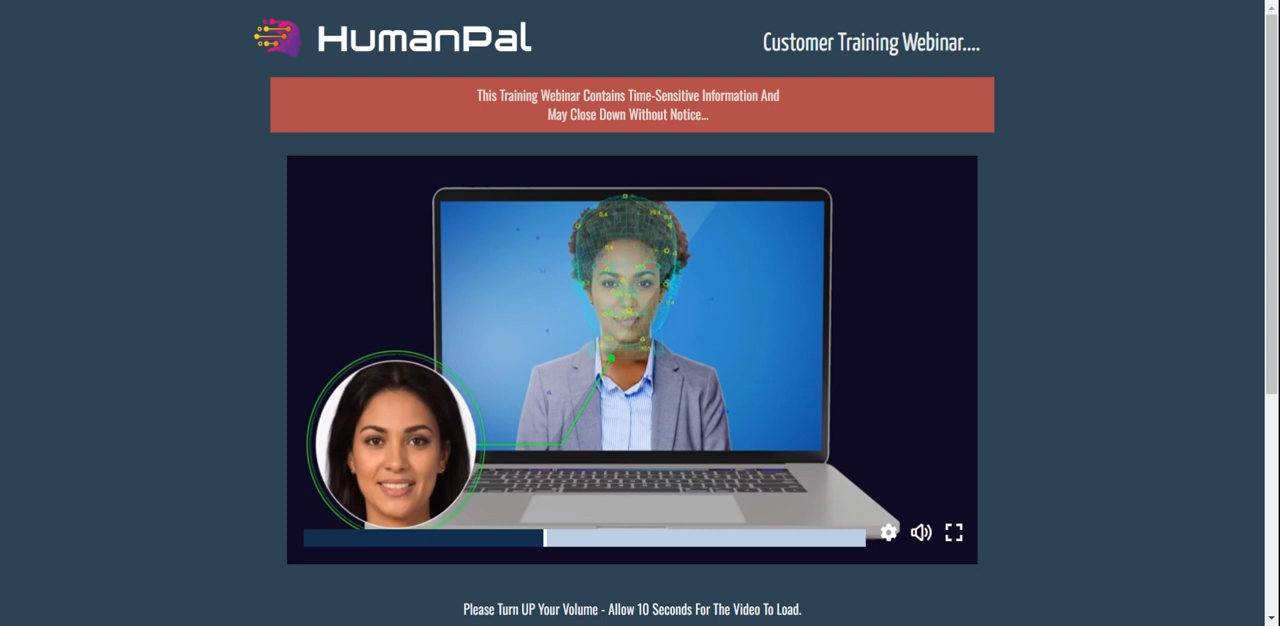 HumanPal
Customer Training Webinar....
This Training Webinar Contains Time-Sensitive Information And
May Close Down Without Notice...
Please Turn UP Your Volume - Allow 10 Seconds For The Video To Load.